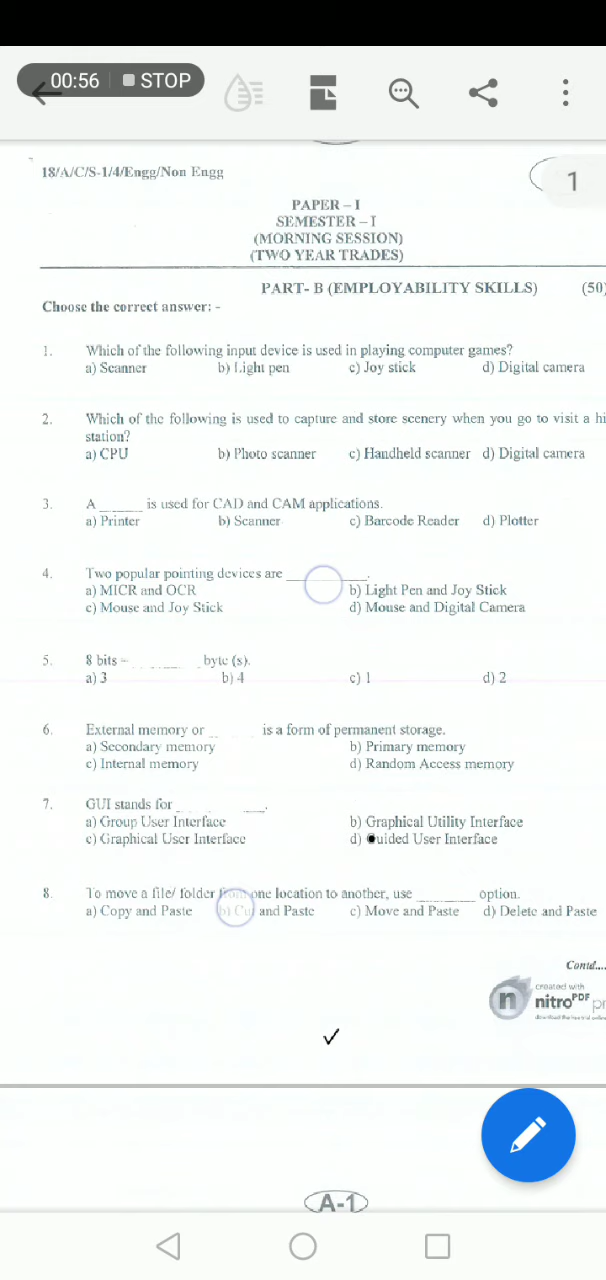 00:56 STOP
1
18/A/C/S-1/4/Engg/Non Engg
PAPER – I
SEMESTER – I
(MORNING SESSION)
(TWO YEAR TRADES)
PART- B (EMPLOYABILITY SKILLS) (50)
Choose the correct answer: -
1. Which of the following input device is used in playing computer games?
a) Scanner b) Light pen c) Joy stick d) Digital camera
2. Which of the following is used to capture and store scenery when you go to visit a hi
station?
a) CPU b) Photo scanner c) Handheld scanner d) Digital camera
3. A ______ is used for CAD and CAM applications.
a) Printer b) Scanner c) Barcode Reader d) Plotter
4. Two popular pointing devices are ___________.
a) MICR and OCR b) Light Pen and Joy Stick
c) Mouse and Joy Stick d) Mouse and Digital Camera
5. 8 bits = ________ byte (s).
a) 3 b) 4 c) 1 d) 2
6. External memory or ______ is a form of permanent storage.
a) Secondary memory b) Primary memory
c) Internal memory d) Random Access memory
7. GUI stands for ___________.
a) Group User Interface b) Graphical Utility Interface
c) Graphical User Interface d) Guided User Interface
8. To move a file/ folder from one location to another, use ________ option.
a) Copy and Paste b) Cut and Paste c) Move and Paste d) Delete and Paste
Contd....
created with
nitro PDF pr
A-1